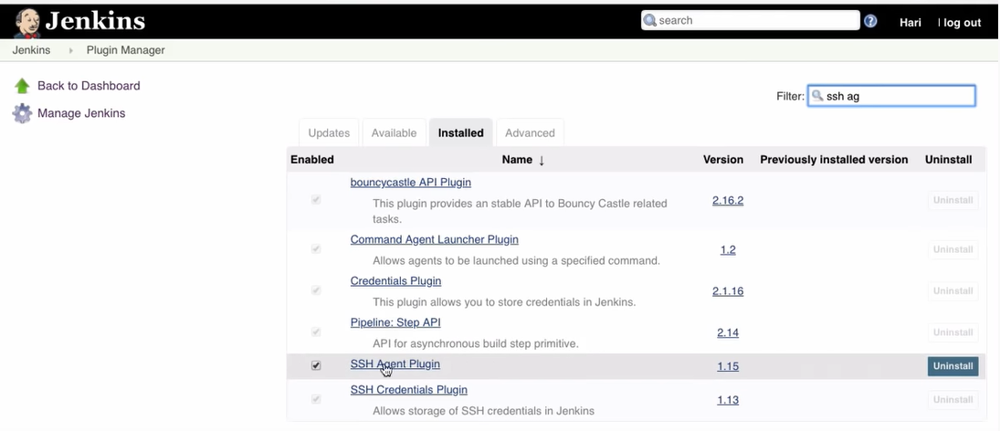 Jenkins
search
?
Hari | log out
Jenkins Plugin Manager
Back to Dashboard
Manage Jenkins
Filter: ssh ag
Updates Available Installed Advanced
Enabled Name ↓ Version Previously installed version Uninstall
bouncycastle API Plugin
This plugin provides an stable API to Bouncy Castle related
tasks.
2.16.2 Uninstall
Command Agent Launcher Plugin
Allows agents to be launched using a specified command.
1.2 Uninstall
Credentials Plugin
This plugin allows you to store credentials in Jenkins.
2.1.16 Uninstall
Pipeline: Step API
API for asynchronous build step primitive.
2.14 Uninstall
SSH Agent Plugin 1.15 Uninstall
SSH Credentials Plugin
Allows storage of SSH credentials in Jenkins
1.13 Uninstall